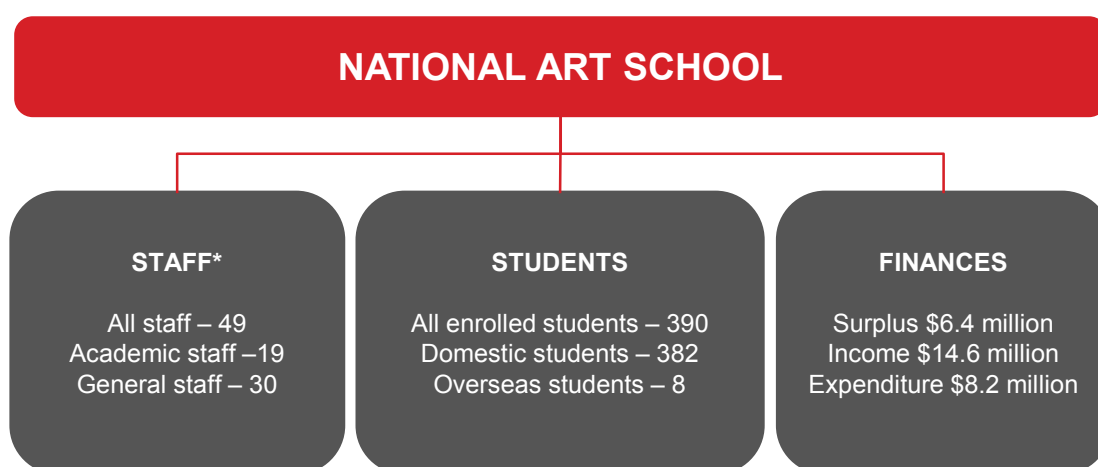 NATIONAL ART SCHOOL
STAFF*
All staff – 49
Academic staff –19
General staff – 30
STUDENTS
All enrolled students – 390
Domestic students – 382
Overseas students – 8
FINANCES
Surplus $6.4 million
Income $14.6 million
Expenditure $8.2 million